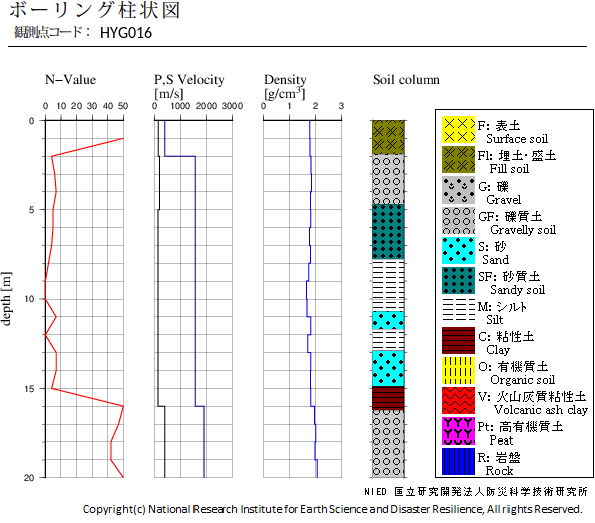 ボーリング柱状図
観測点コード： HYG016
N-Value
0 10 20 30 40 50
P,S Velocity
[m/s]
0 1000 2000 3000
Density
[g/cm3]
0 1 2 3
Soil column
depth [m]
0
5
10
15
20
F: 表土
Surface soil
Fl: 埋土・盛土
Fill soil
G: 礫
Gravel
GF: 礫質土
Gravelly soil
S: 砂
Sand
SF: 砂質土
Sandy soil
M: シルト
Silt
C: 粘性土
Clay
O: 有機質土
Organic soil
V: 火山灰質粘性土
Volcanic ash clay
Pt: 高有機質土
Peat
R: 岩盤
Rock
NIED 国立研究開発法人防災科学技術研究所
Copyright(c) National Research Institute for Earth Science and Disaster Resilience, All rights Reserved.